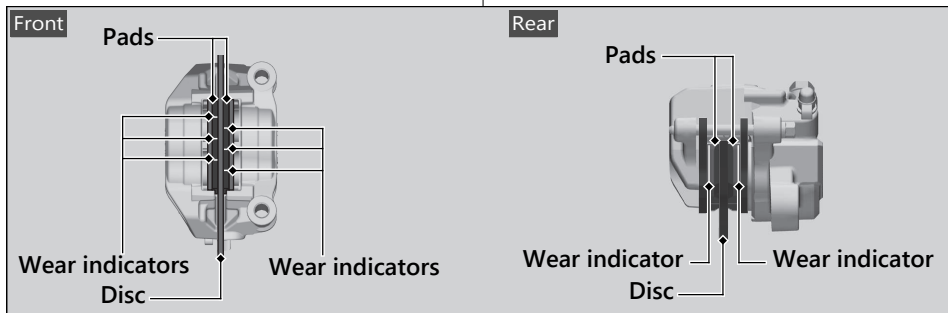 Front
Pads
Wear indicators
Wear indicators
Disc
Rear
Pads
Wear indicator
Wear indicator
Disc